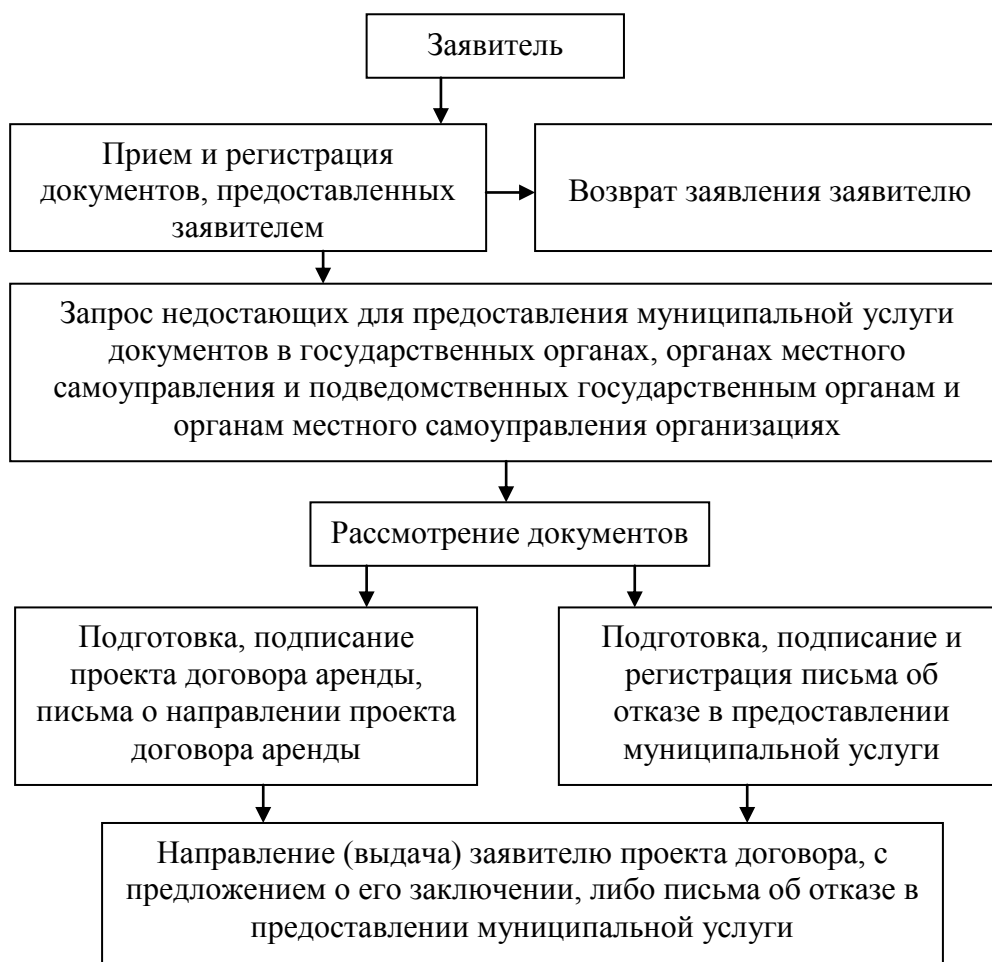 Заявитель
Прием и регистрация
документов, предоставленных
заявителем
Возврат заявления заявителю
Запрос недостающих для предоставления муниципальной услуги
документов в государственных органах, органах местного
самоуправления и подведомственных государственным органам и
органам местного самоуправления организациях
Рассмотрение документов
Подготовка, подписание
проекта договора аренды,
письма о направлении проекта
договора аренды
Подготовка, подписание и
регистрация письма об
отказе в предоставлении
муниципальной услуги
Направление (выдача) заявителю проекта договора, с
предложением о его заключении, либо письма об отказе в
предоставлении муниципальной услуги